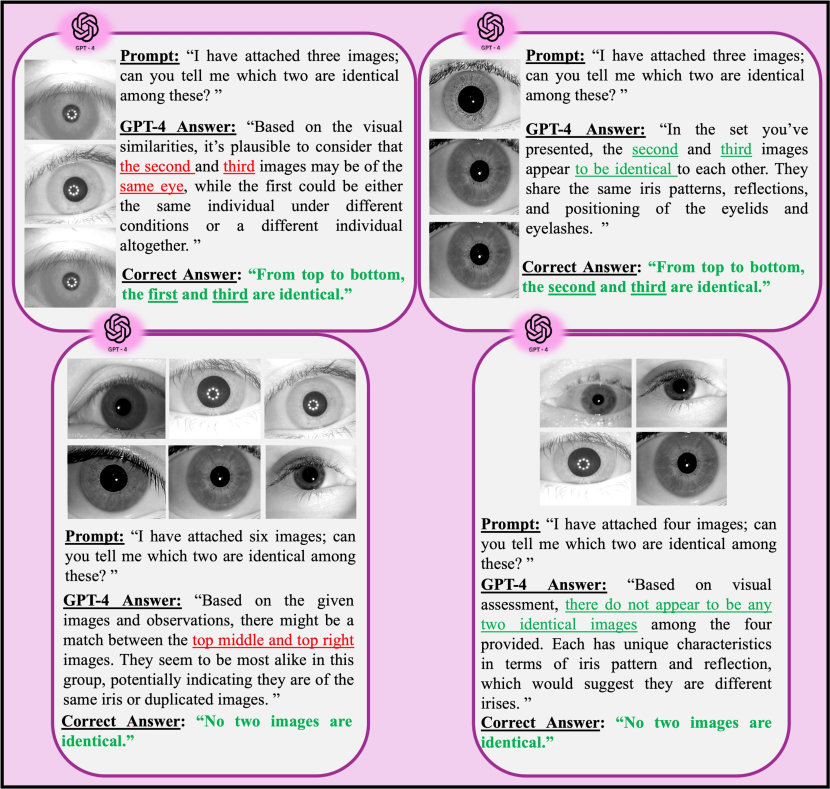 GPT - 4
Prompt: “I have attached three images;
can you tell me which two are identical
among these? ”
GPT-4 Answer: “Based on the visual
similarities, it’s plausible to consider that
the second and third images may be of the
same eye, while the first could be either
the same individual under different
conditions or a different individual
altogether. ”
Correct Answer: “From top to bottom,
the first and third are identical.”
GPT - 4
Prompt: “I have attached three images;
can you tell me which two are identical
among these? ”
GPT-4 Answer: “In the set you’ve
presented, the second and third images
appear to be identical to each other. They
share the same iris patterns, reflections,
and positioning of the eyelids and
eyelashes. ”
Correct Answer: “From top to bottom,
the second and third are identical.”
GPT - 4
Prompt: “I have attached six images; can
you tell me which two are identical among
these? ”
GPT-4 Answer: “Based on the given
images and observations, there might be a
match between the top middle and top right
images. They seem to be most alike in this
group, potentially indicating they are of the
same iris or duplicated images. ”
Correct Answer: “No two images are
identical.”
GPT - 4
Prompt: “I have attached four images; can
you tell me which two are identical among
these? ”
GPT-4 Answer: “Based on visual
assessment, there do not appear to be any
two identical images among the four
provided. Each has unique characteristics
in terms of iris pattern and reflection,
which would suggest they are different
irises. ”
Correct Answer: “No two images are
identical.”